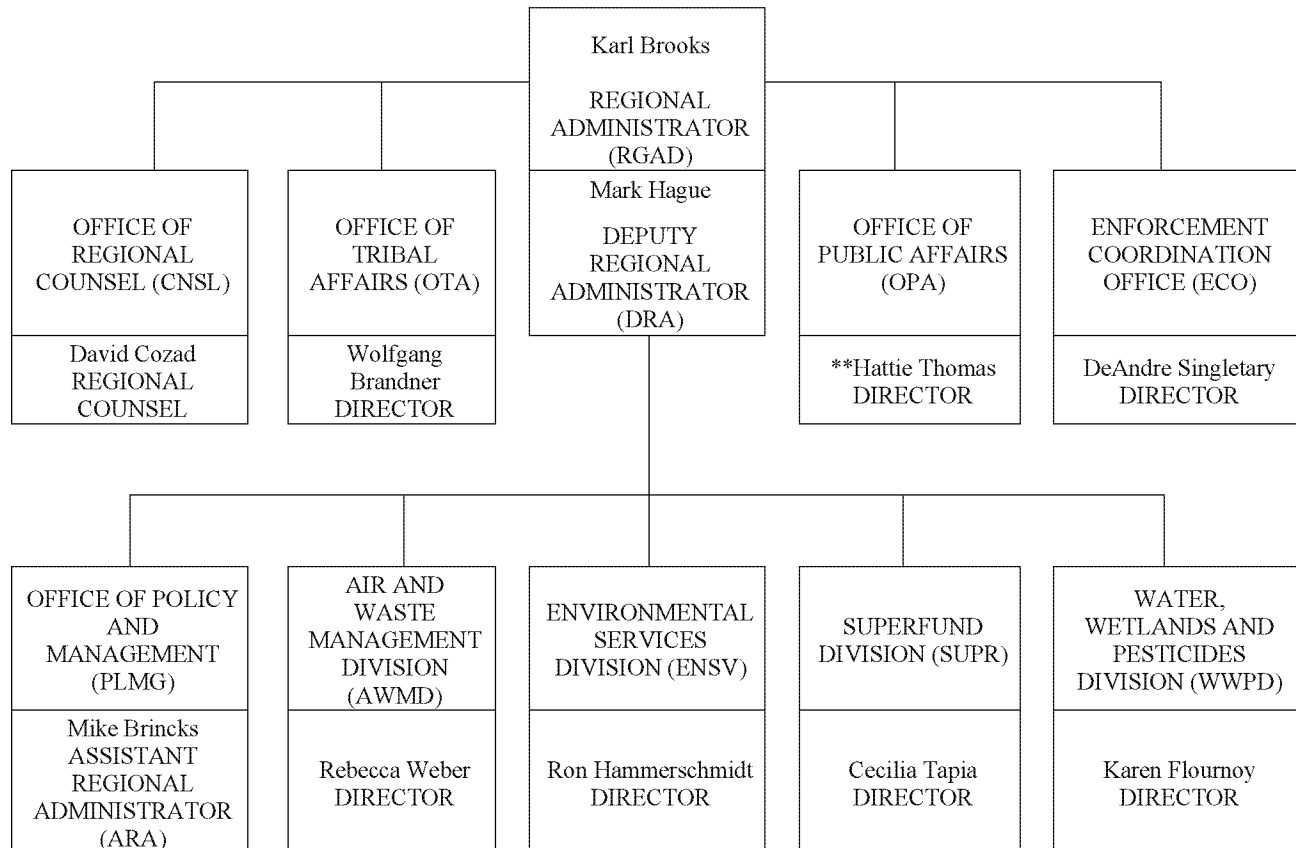 Karl Brooks
REGIONAL
ADMINISTRATOR
(RGAD)
Mark Hague
DEPUTY
REGIONAL
ADMINISTRATOR
(DRA)
OFFICE OF
REGIONAL
COUNSEL (CNSL)
David Cozad
REGIONAL
COUNSEL
OFFICE OF
TRIBAL
AFFAIRS (OTA)
Wolfgang
Brandner
DIRECTOR
OFFICE OF
PUBLIC AFFAIRS
(OPA)
**Hattie Thomas
DIRECTOR
ENFORCEMENT
COORDINATION
OFFICE (ECO)
DeAndre Singletary
DIRECTOR
OFFICE OF POLICY
AND
MANAGEMENT
(PLMG)
Mike Brincks
ASSISTANT
REGIONAL
ADMINISTRATOR
(ARA)
AIR AND
WASTE
MANAGEMENT
DIVISION
(AWMD)
Rebecca Weber
DIRECTOR
ENVIRONMENTAL
SERVICES
DIVISION (ENSV)
Ron Hammerschmidt
DIRECTOR
SUPERFUND
DIVISION (SUPR)
Cecilia Tapia
DIRECTOR
WATER,
WETLANDS AND
PESTICIDES
DIVISION (WWPD)
Karen Flournoy
DIRECTOR